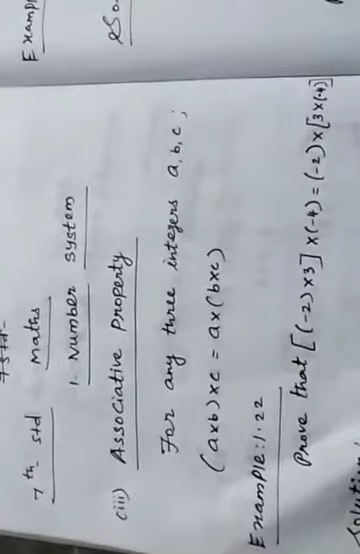 7th std Maths
1. Number System
(iii) Associative Property
For any three integers a, b, c ;
(a×b)×c = a×(b×c)
Example:1.22
Prove that [(-2)×3]×(-4) = (-2)×[3×(-4)]
Solution